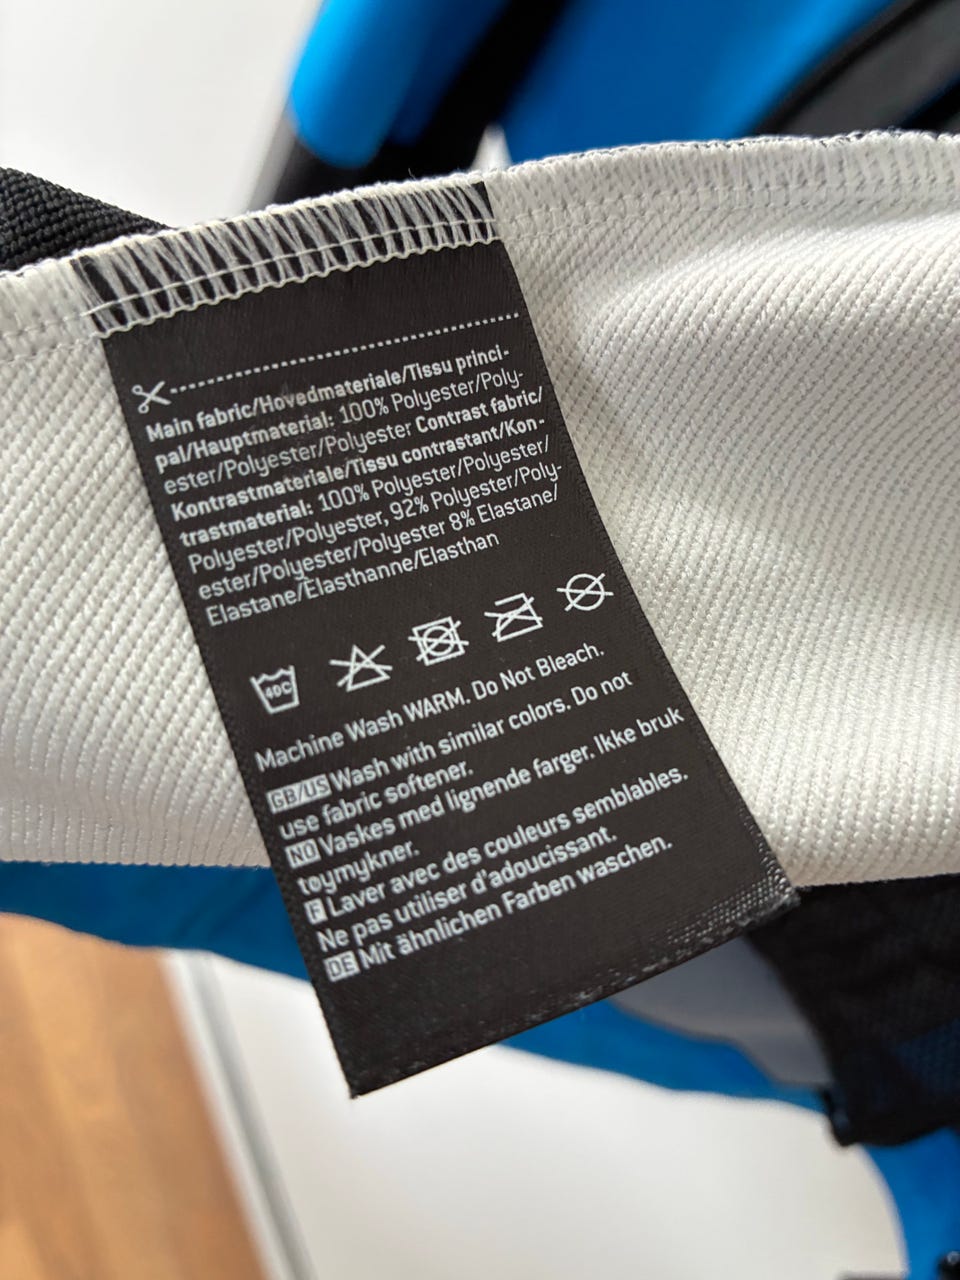 Main fabric/Hovedmateriale/Tissu princi-
pal/Hauptmaterial: 100% Polyester/Poly-
ester/Polyester/Polyester Contrast fabric/
Kontrastmateriale/Tissu contrastant/Kon-
trastmaterial: 100% Polyester/Polyester/
Polyester/Polyester, 92% Polyester/Poly-
ester/Polyester/Polyester 8% Elastane/
Elastane/Elasthanne/Elasthan
40C
Machine Wash WARM. Do Not Bleach.
GB/US Wash with similar colors. Do not
use fabric softener.
NO Vaskes med lignende farger. Ikke bruk
tøymykner.
F Laver avec des couleurs semblables.
Ne pas utiliser d'adoucissant.
DE Mit ähnlichen Farben waschen.